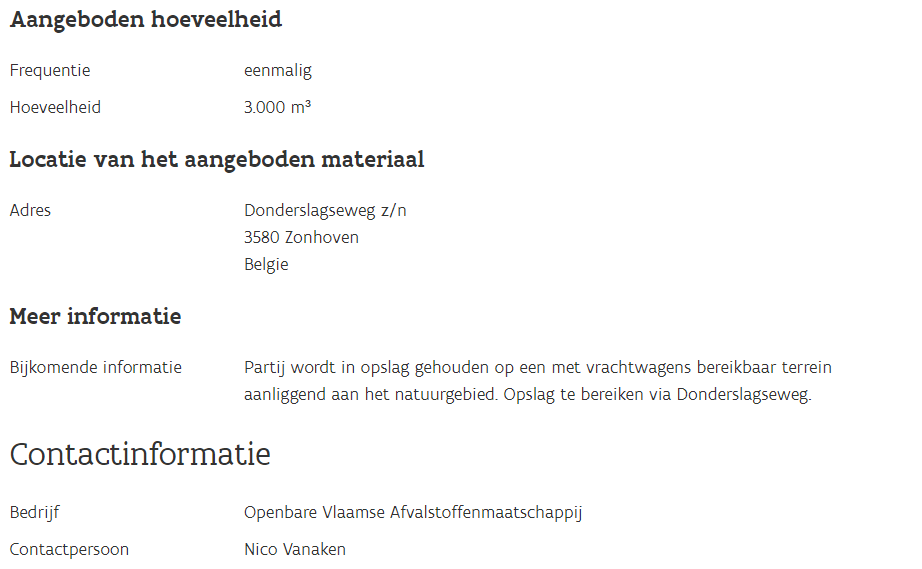 Aangeboden hoeveelheid
Frequentie eenmalig
Hoeveelheid 3.000 m³
Locatie van het aangeboden materiaal
Adres Donderslagseweg z/n
3580 Zonhoven
Belgie
Meer informatie
Bijkomende informatie Partij wordt in opslag gehouden op een met vrachtwagens bereikbaar terrein
aanliggend aan het natuurgebied. Opslag te bereiken via Donderslagseweg.
Contactinformatie
Bedrijf Openbare Vlaamse Afvalstoffenmaatschappij
Contactpersoon Nico Vanaken